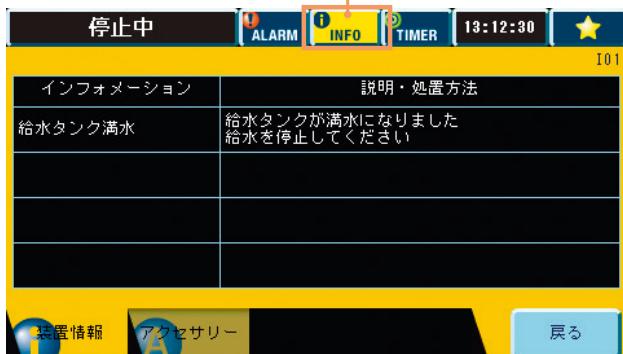 停止中
ALARM
INFO
TIMER
13:12:30
I01
インフォメーション
説明・処置方法
給水タンク満水
給水タンクが満水になりました
給水を停止してください
装置情報
アクセサリー
戻る